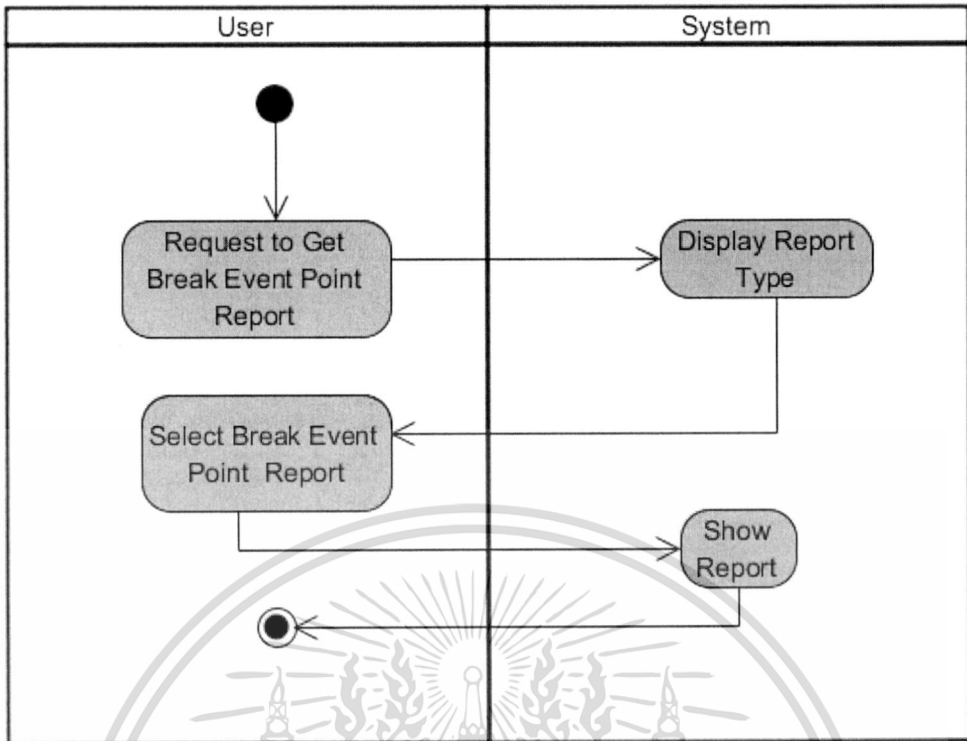 User
System
Request to Get
Break Event Point
Report
Display Report
Type
Select Break Event
Point Report
Show
Report